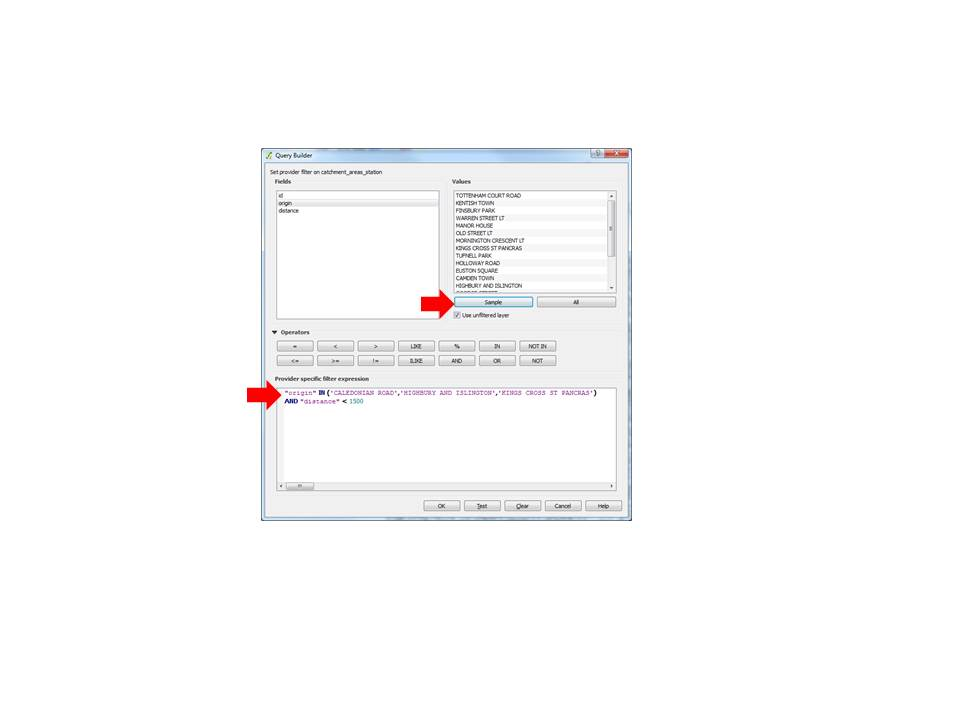 Query Builder
Set provider filter on catchment_areas_station
Fields
id
origin
distance
Values
TOTTENHAM COURT ROAD
KENTISH TOWN
FINSBURY PARK
WARREN STREET LT
MANOR HOUSE
OLD STREET LT
MORNINGTON CRESCENT LT
KINGS CROSS ST PANCRAS
TUFNELL PARK
HOLLOWAY ROAD
EUSTON SQUARE
CAMDEN TOWN
HIGHBURY AND ISLINGTON
Sample All
Use unfiltered layer
Operators
= < > LIKE % IN NOT IN
<= >= != ILIKE AND OR NOT
Provider specific filter expression
"origin" IN ('CALEDONIAN ROAD','HIGHBURY AND ISLINGTON','KINGS CROSS ST PANCRAS')
AND "distance" < 1500
OK Test Clear Cancel Help